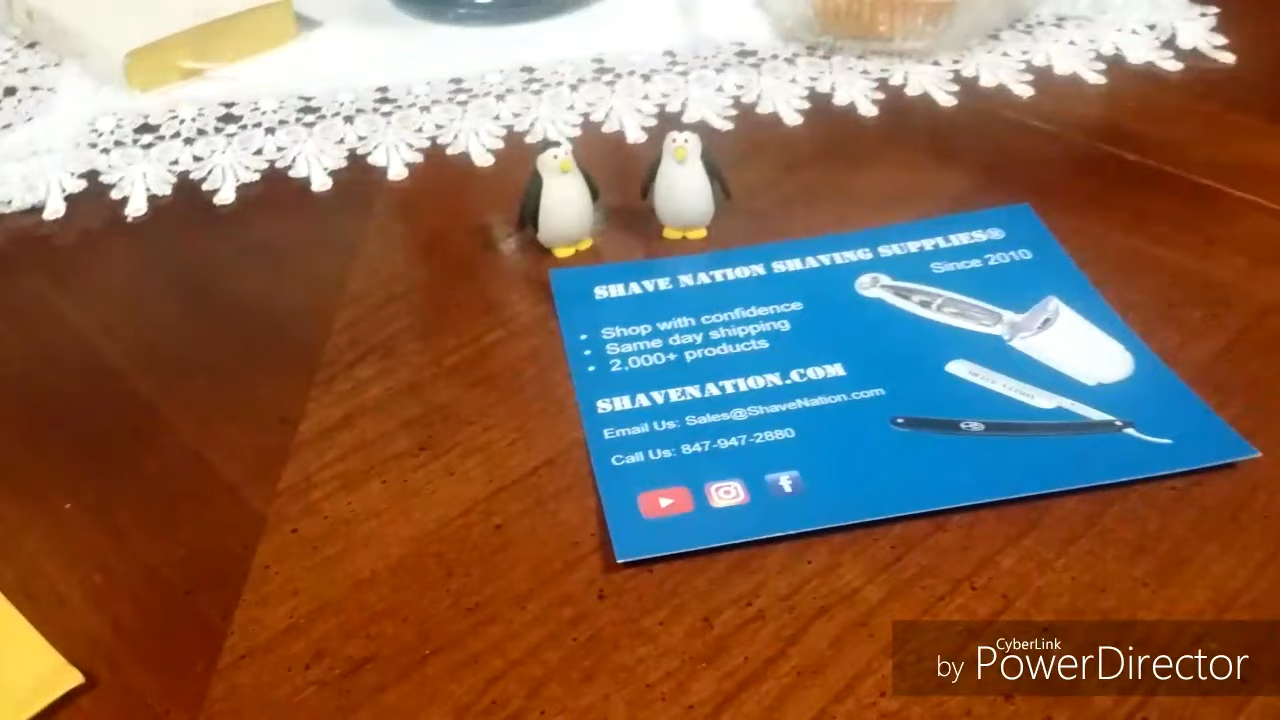 SHAVE NATION SHAVING SUPPLIES®
Since 2010
• Shop with confidence
• Same day shipping
• 2,000+ products
SHAVENATION.COM
Email Us: Sales@ShaveNation.com
Call Us: 847-947-2880
by CyberLink
PowerDirector